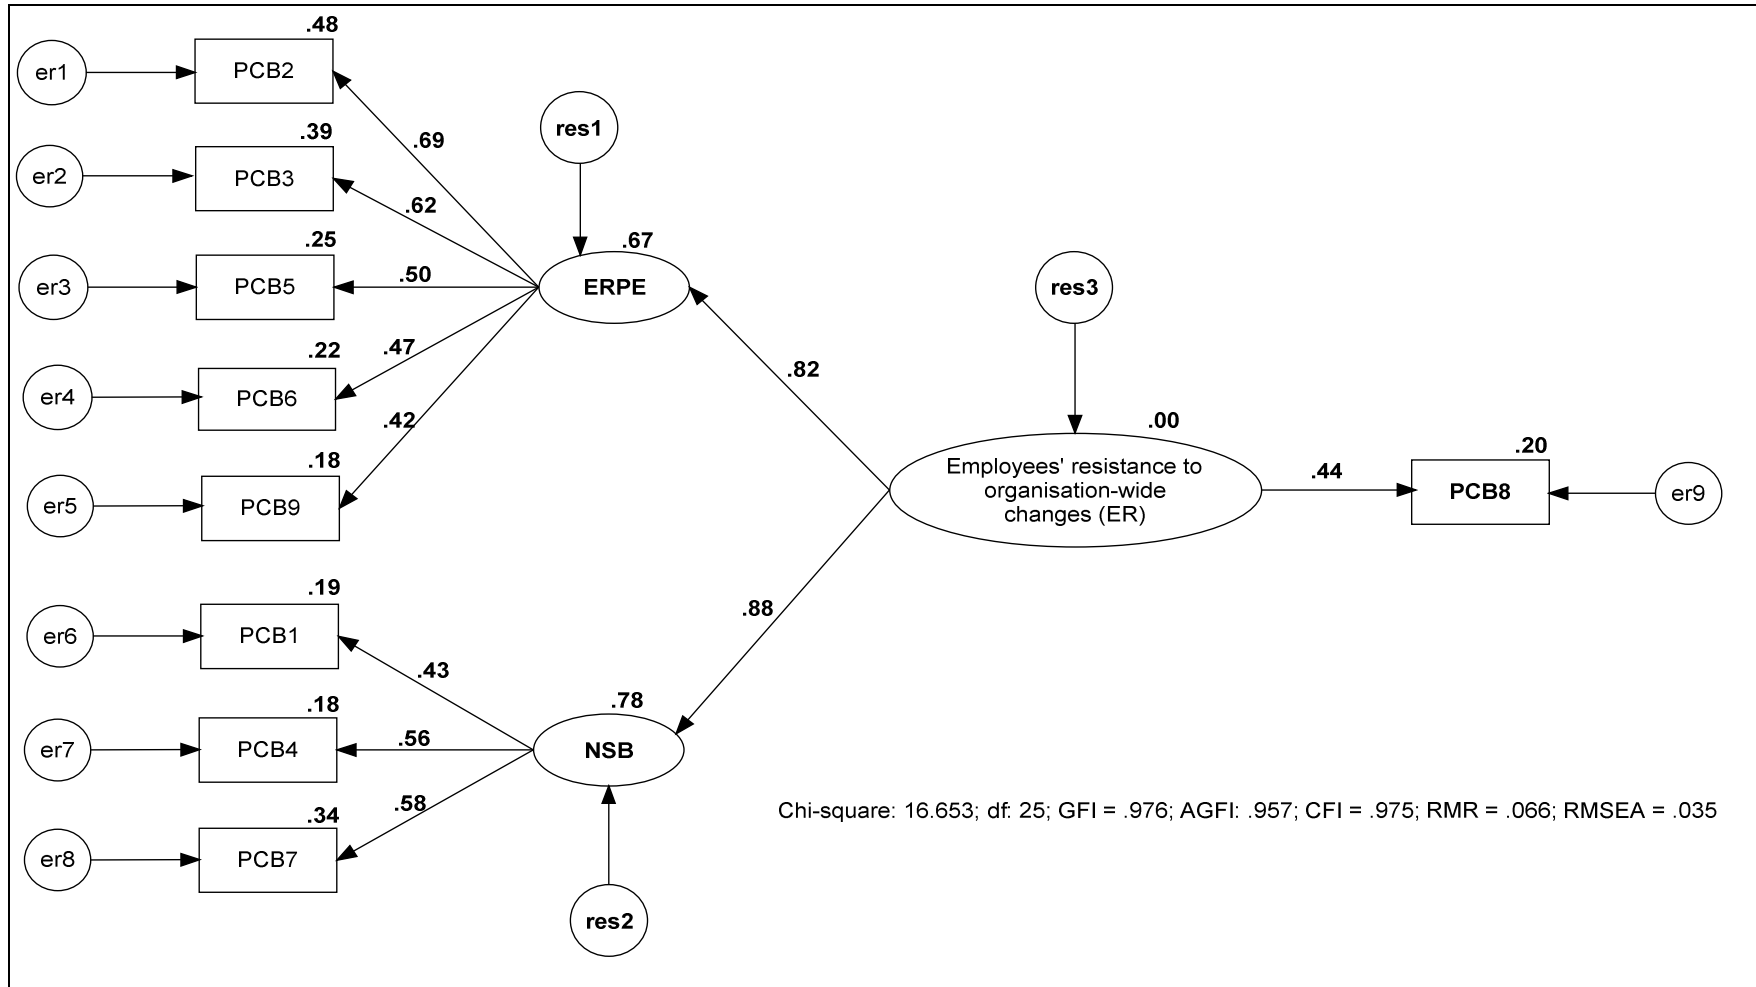 .48
er1
PCB2
.69
.39
er2
PCB3
.62
.25
er3
PCB5
.50
.22
er4
PCB6
.47
.18
er5
PCB9
.42
res1
.67
ERPE
.82
res3
.00
Employees' resistance to
organisation-wide
changes (ER)
.44
.20
PCB8
er9
.88
.19
er6
PCB1
.43
.18
er7
PCB4
.56
.34
er8
PCB7
.58
.78
NSB
res2
Chi-square: 16.653; df: 25; GFI = .976; AGFI: .957; CFI = .975; RMR = .066; RMSEA = .035